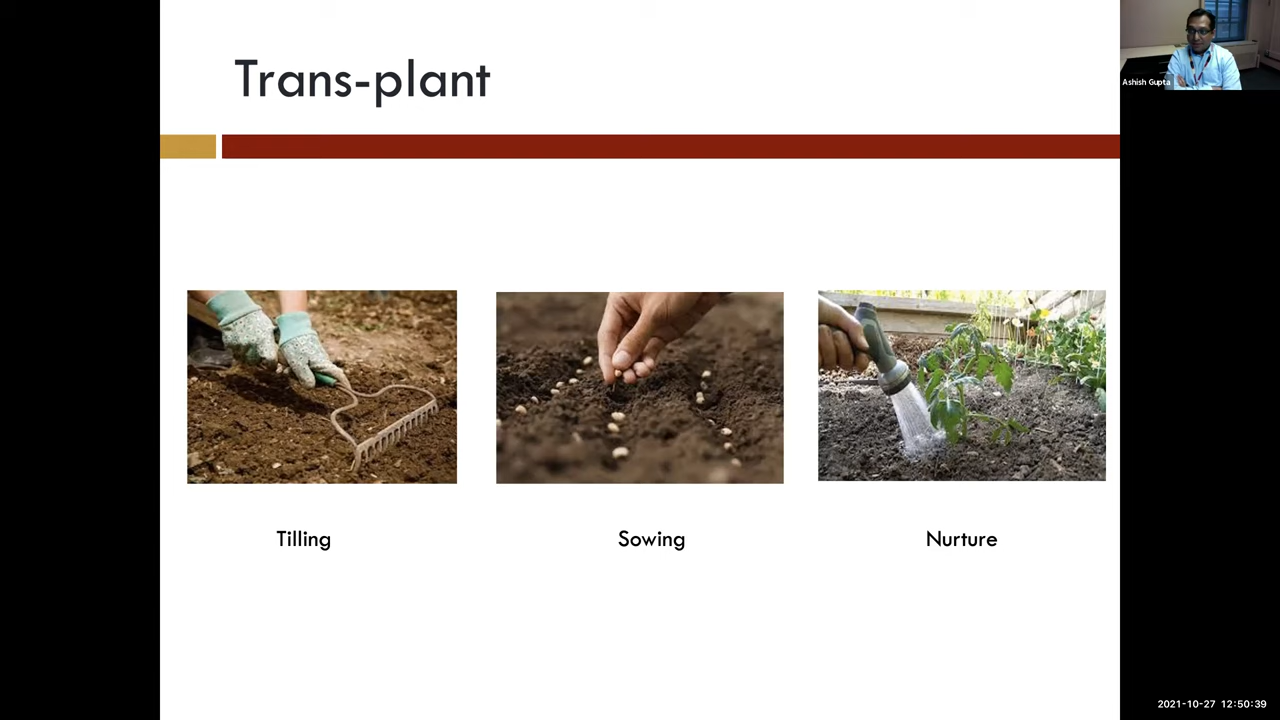 Trans-plant
Ashish Gupta
Tilling
Sowing
Nurture
2021-10-27 12:50:39